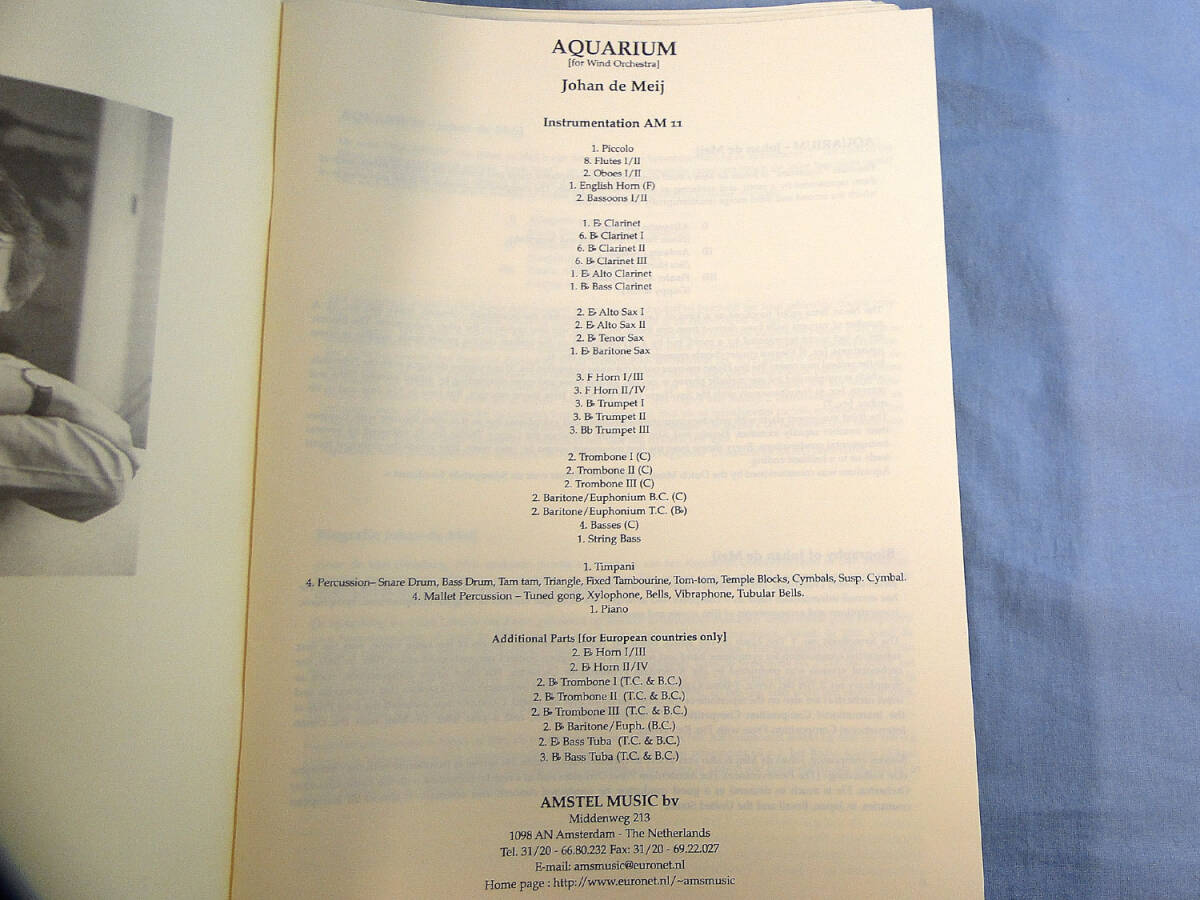 AQUARIUM
[for Wind Orchestra]
Johan de Meij
Instrumentation AM 11
1. Piccolo
8. Flutes I/II
2. Oboes I/II
1. English Horn (F)
2. Bassoons I/II
1. E♭ Clarinet
6. B♭ Clarinet I
6. B♭ Clarinet II
6. B♭ Clarinet III
1. E♭ Alto Clarinet
1. B♭ Bass Clarinet
2. E♭ Alto Sax I
2. E♭ Alto Sax II
2. B♭ Tenor Sax
1. E♭ Baritone Sax
3. F Horn I/III
3. F Horn II/IV
3. B♭ Trumpet I
3. B♭ Trumpet II
3. Bb Trumpet III
2. Trombone I (C)
2. Trombone II (C)
2. Trombone III (C)
2. Baritone/Euphonium B.C. (C)
2. Baritone/Euphonium T.C. (B♭)
4. Basses (C)
1. String Bass
1. Timpani
4. Percussion– Snare Drum, Bass Drum, Tam tam, Triangle, Fixed Tambourine, Tom-tom, Temple Blocks, Cymbals, Susp. Cymbal.
4. Mallet Percussion – Tuned gong, Xylophone, Bells, Vibraphone, Tubular Bells.
1. Piano
Additional Parts [for European countries only]
2. E♭ Horn I/III
2. E♭ Horn II/IV
2. B♭ Trombone I (T.C. & B.C.)
2. B♭ Trombone II (T.C. & B.C.)
2. B♭ Trombone III (T.C. & B.C.)
2. B♭ Baritone/Euph. (B.C.)
2. E♭ Bass Tuba (T.C. & B.C.)
3. B♭ Bass Tuba (T.C. & B.C.)
AMSTEL MUSIC bv
Middenweg 213
1098 AN Amsterdam - The Netherlands
Tel. 31/20 - 66.80.232 Fax: 31/20 - 69.22.027
E-mail: amsmusic@euronet.nl
Home page : http://www.euronet.nl/~amsmusic